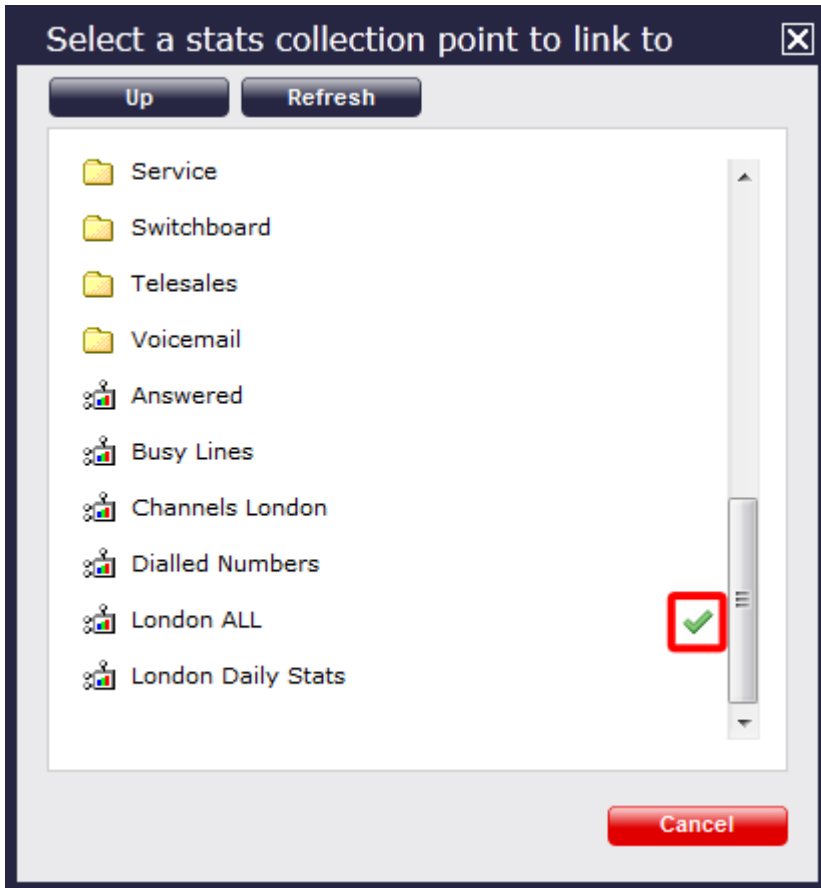 Select a stats collection point to link to
Up Refresh
Service
Switchboard
Telesales
Voicemail
Answered
Busy Lines
Channels London
Dialled Numbers
London ALL
London Daily Stats
Cancel